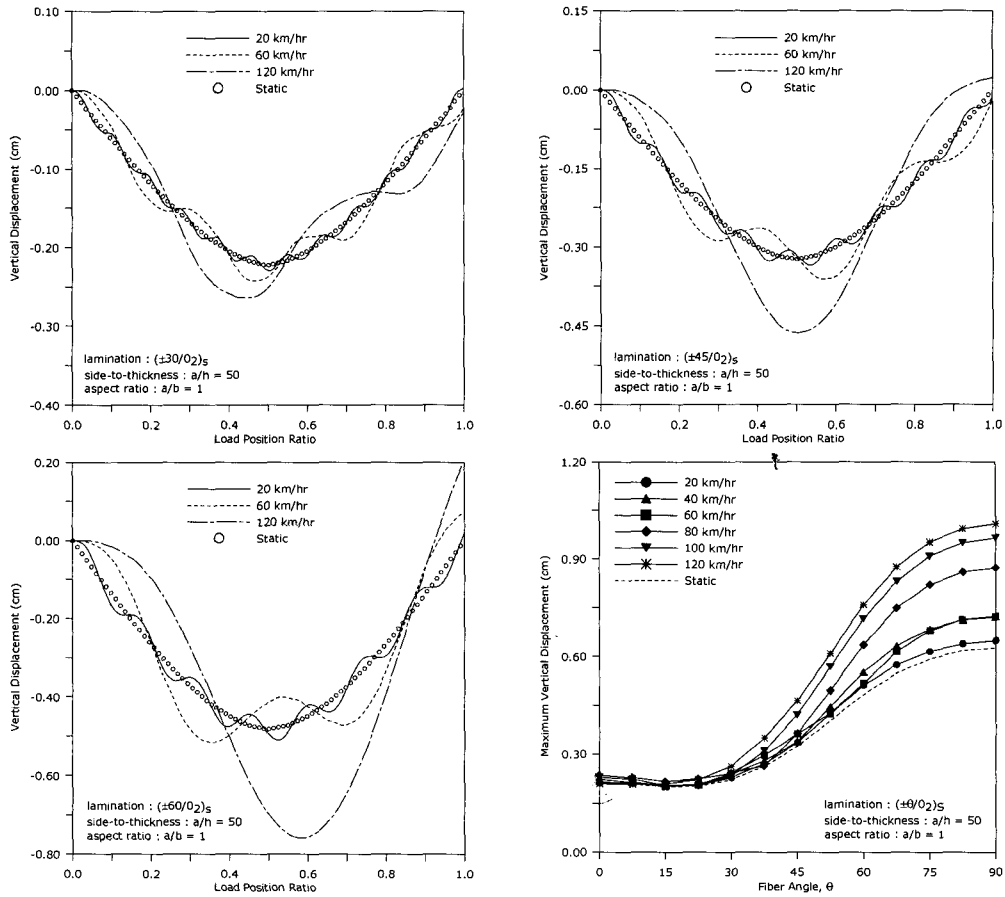 0.10
0.00
-0.10
-0.20
-0.30
-0.40
Vertical Displacement (cm)
20 km/hr
60 km/hr
120 km/hr
Static
lamination : (±30/0₂)s
side-to-thickness : a/h = 50
aspect ratio : a/b = 1
0.0 0.2 0.4 0.6 0.8 1.0
Load Position Ratio
0.15
0.00
-0.15
-0.30
-0.45
-0.60
Vertical Displacement (cm)
20 km/hr
60 km/hr
120 km/hr
Static
lamination : (±45/0₂)s
side-to-thickness : a/h = 50
aspect ratio : a/b = 1
0.0 0.2 0.4 0.6 0.8 1.0
Load Position Ratio
0.20
0.00
-0.20
-0.40
-0.60
-0.80
Vertical Displacement (cm)
20 km/hr
60 km/hr
120 km/hr
Static
lamination : (±60/0₂)s
side-to-thickness : a/h = 50
aspect ratio : a/b = 1
0.0 0.2 0.4 0.6 0.8 1.0
Load Position Ratio
1.20
0.90
0.60
0.30
0.00
Maximum Vertical Displacement (cm)
20 km/hr
40 km/hr
60 km/hr
80 km/hr
100 km/hr
120 km/hr
Static
lamination : (±θ/0₂)s
side-to-thickness : a/h = 50
aspect ratio : a/b = 1
0 15 30 45 60 75 90
Fiber Angle, θ